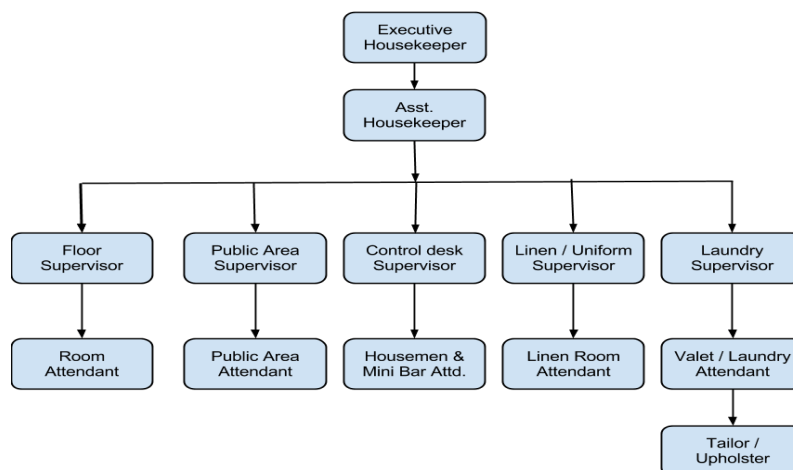 Executive
Housekeeper
Asst.
Housekeeper
Floor
Supervisor
Public Area
Supervisor
Control desk
Supervisor
Linen / Uniform
Supervisor
Laundry
Supervisor
Room
Attendant
Public Area
Attendant
Housemen &
Mini Bar Attd.
Linen Room
Attendant
Valet / Laundry
Attendant
Tailor /
Upholster